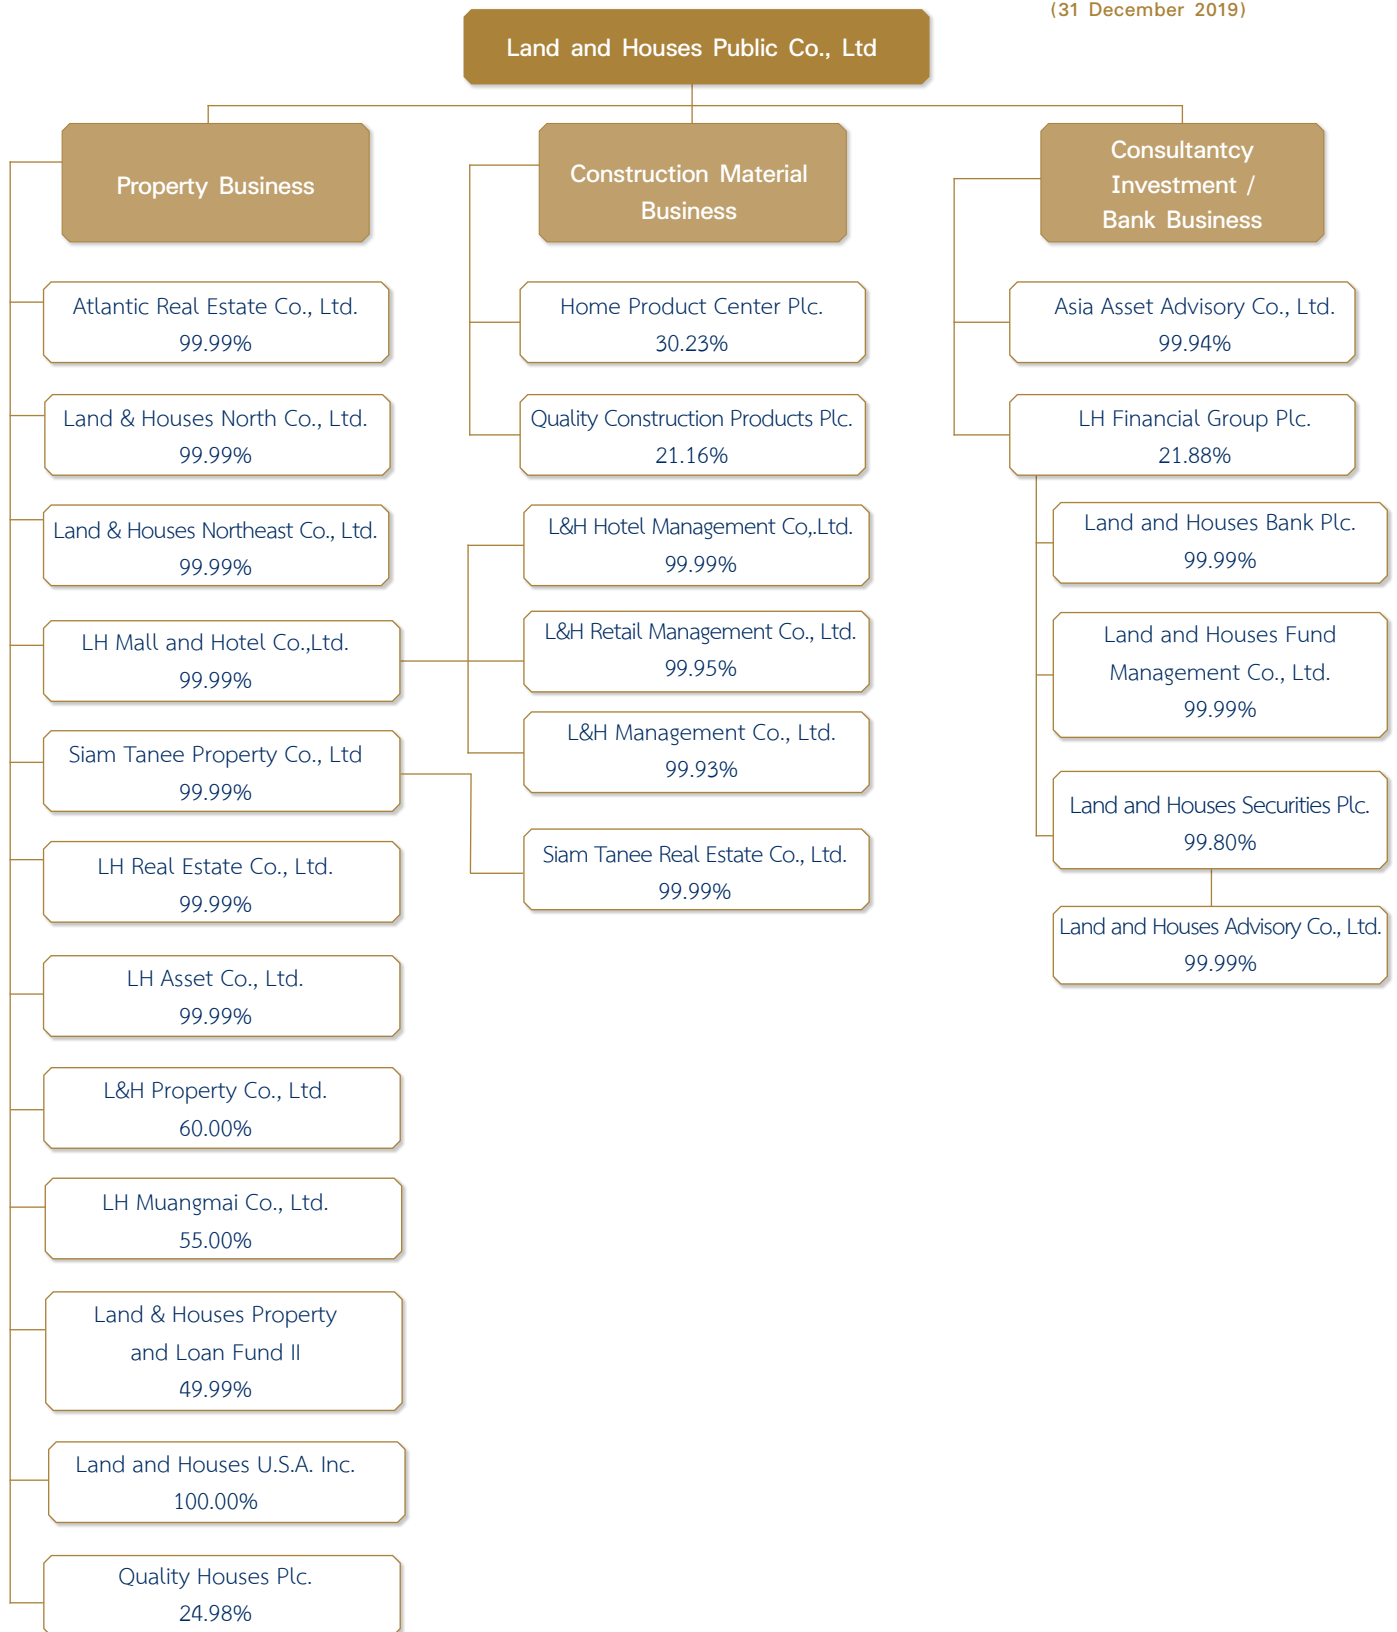 (31 December 2019)
Land and Houses Public Co., Ltd
Property Business
Atlantic Real Estate Co., Ltd.
99.99%
Land & Houses North Co., Ltd.
99.99%
Land & Houses Northeast Co., Ltd.
99.99%
LH Mall and Hotel Co.,Ltd.
99.99%
Siam Tanee Property Co., Ltd
99.99%
LH Real Estate Co., Ltd.
99.99%
LH Asset Co., Ltd.
99.99%
L&H Property Co., Ltd.
60.00%
LH Muangmai Co., Ltd.
55.00%
Land & Houses Property
and Loan Fund II
49.99%
Land and Houses U.S.A. Inc.
100.00%
Quality Houses Plc.
24.98%
Construction Material
Business
Home Product Center Plc.
30.23%
Quality Construction Products Plc.
21.16%
L&H Hotel Management Co,.Ltd.
99.99%
L&H Retail Management Co., Ltd.
99.95%
L&H Management Co., Ltd.
99.93%
Siam Tanee Real Estate Co., Ltd.
99.99%
Consultantcy
Investment /
Bank Business
Asia Asset Advisory Co., Ltd.
99.94%
LH Financial Group Plc.
21.88%
Land and Houses Bank Plc.
99.99%
Land and Houses Fund
Management Co., Ltd.
99.99%
Land and Houses Securities Plc.
99.80%
Land and Houses Advisory Co., Ltd.
99.99%